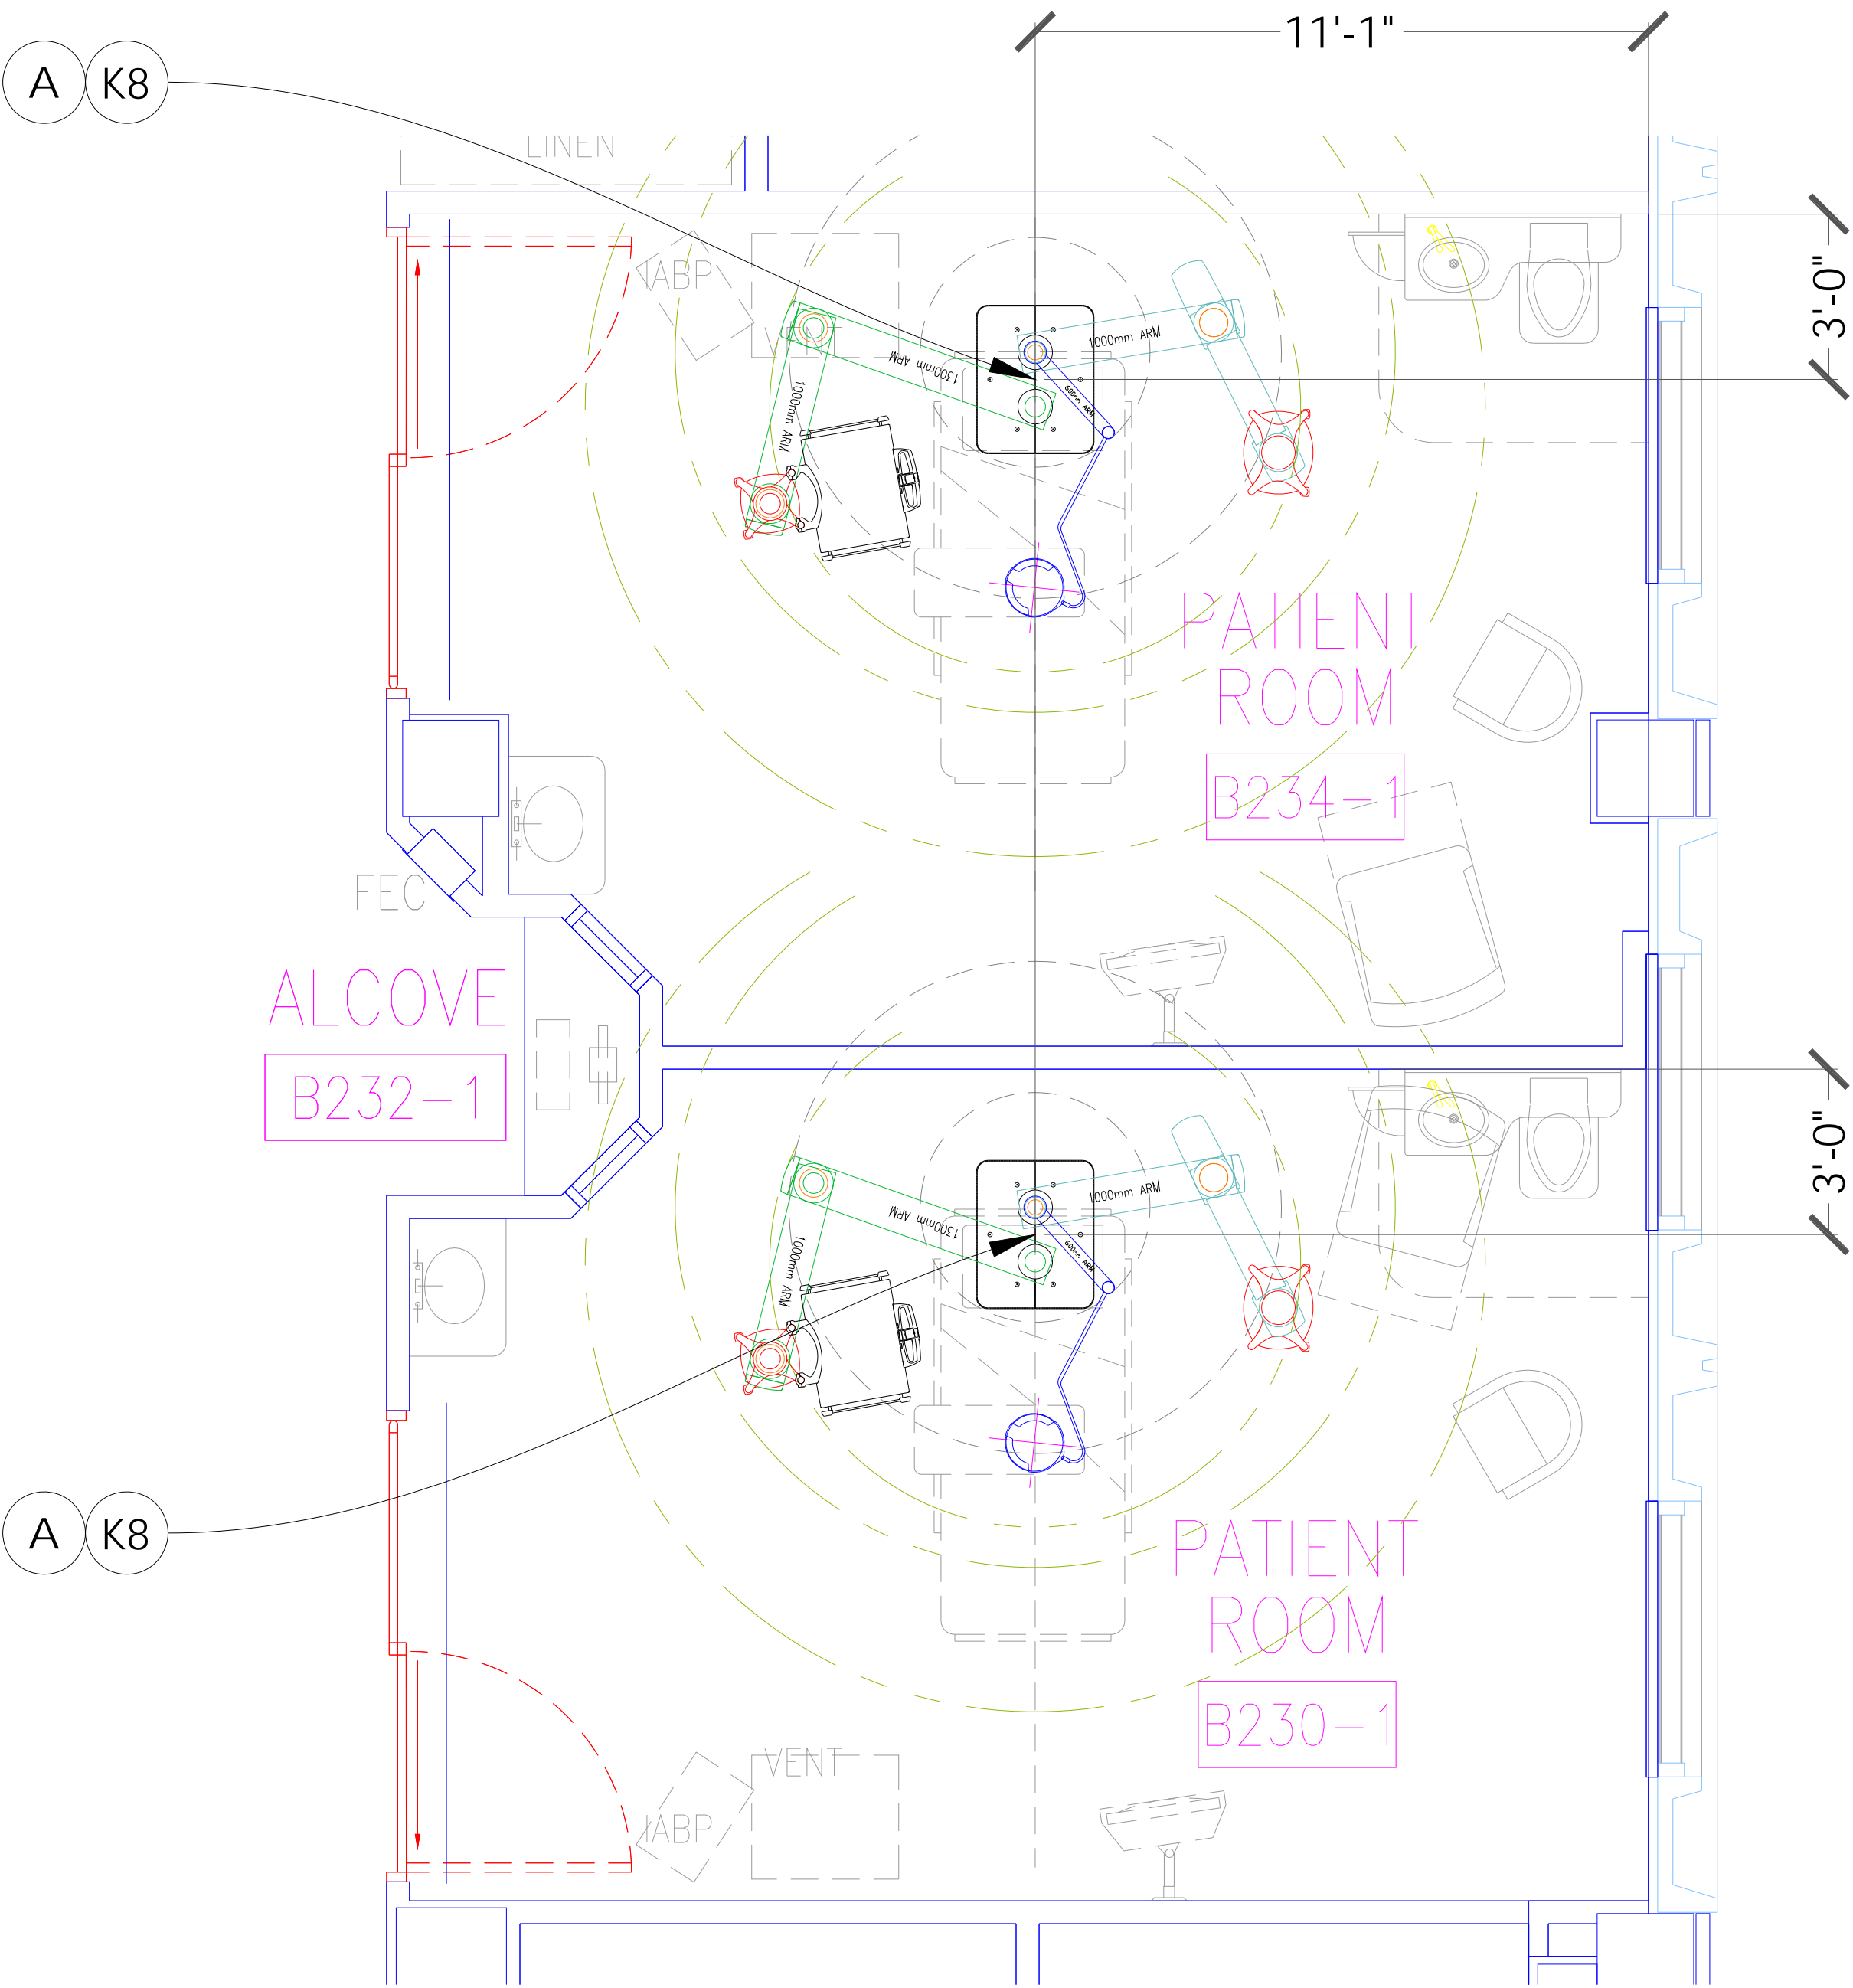 11'-1"
A K8
LINEN
3'-0"
IABP
1000mm ARM
1300mm ARM
600mm ARM
1000mm ARM
PATIENT
ROOM
B234-1
FEC
ALCOVE
B232-1
3'-0"
1000mm ARM
1300mm ARM
600mm ARM
1000mm ARM
A K8
PATIENT
ROOM
B230-1
VENT
IABP